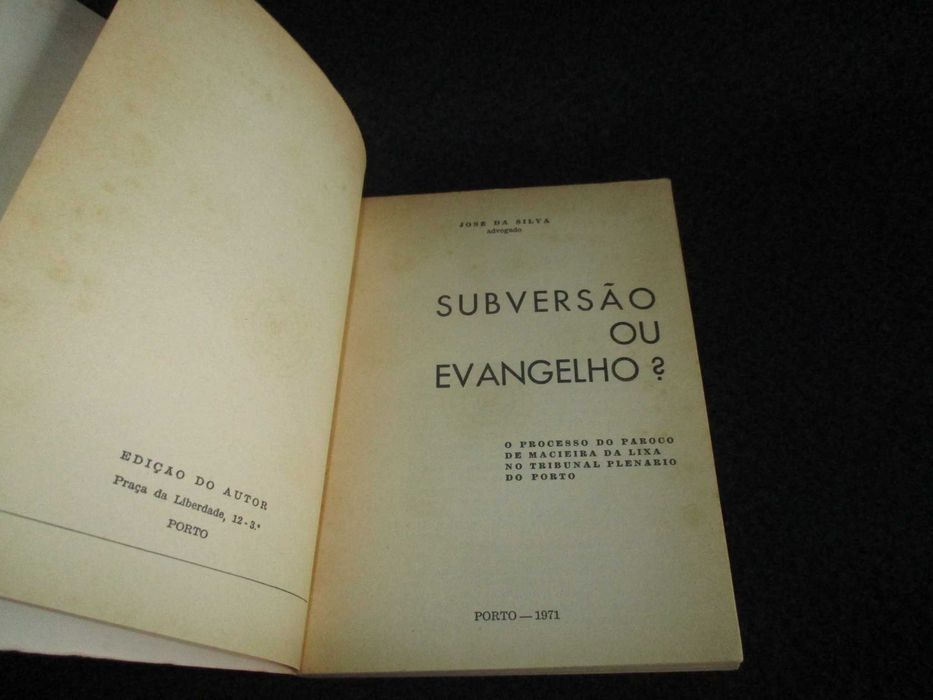 EDIÇÃO DO AUTOR
Praça da Liberdade, 12-3.º
PORTO
JOSE DA SILVA
advogado
SUBVERSÃO
OU
EVANGELHO ?
O PROCESSO DO PAROCO
DE MACIEIRA DA LIXA
NO TRIBUNAL PLENARIO
DO PORTO
PORTO — 1971